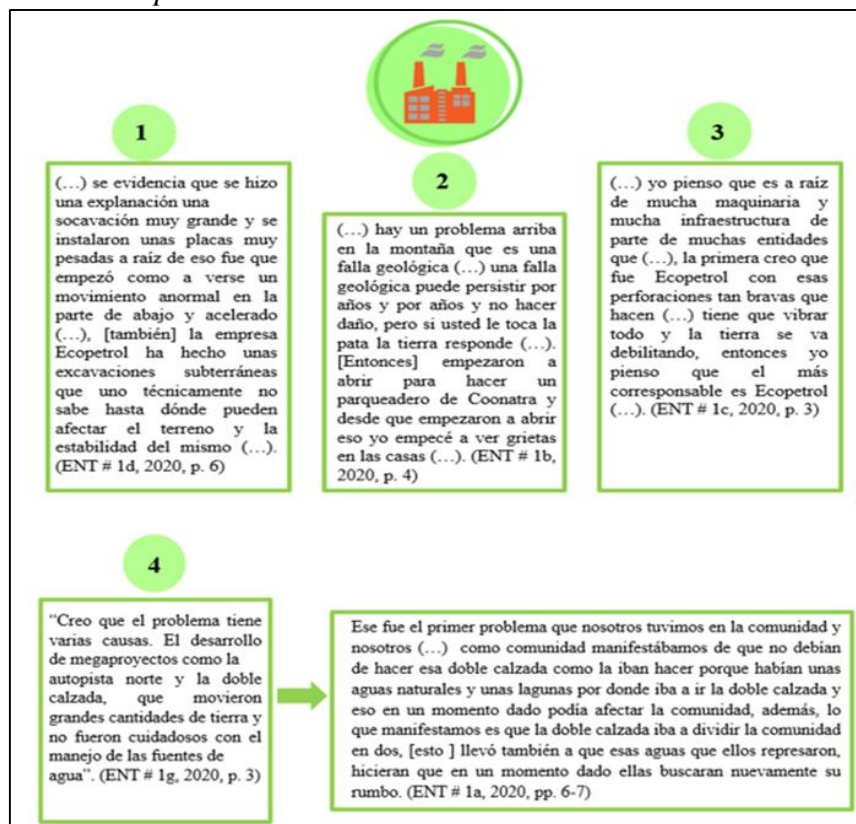 1
(…) se evidencia que se hizo
una explanación una
socavación muy grande y se
instalaron unas placas muy
pesadas a raíz de eso fue que
empezó como a verse un
movimiento anormal en la
parte de abajo y acelerado
(…), [también] la empresa
Ecopetrol ha hecho unas
excavaciones subterráneas
que uno técnicamente no
sabe hasta dónde pueden
afectar el terreno y la
estabilidad del mismo (…).
(ENT # 1d, 2020, p. 6)
2
(…) hay un problema arriba
en la montaña que es una
falla geológica (…) una falla
geológica puede persistir por
años y por años y no hacer
daño, pero si usted le toca la
pata la tierra responde (…).
[Entonces] empezaron a
abrir para hacer un
parqueadero de Coonatra y
desde que empezaron a abrir
eso yo empecé a ver grietas
en las casas (…). (ENT # 1b,
2020, p. 4)
3
(…) yo pienso que es a raíz
de mucha maquinaria y
mucha infraestructura de
parte de muchas entidades
que (…), la primera creo que
fue Ecopetrol con esas
perforaciones tan bravas que
hacen (…) tiene que vibrar
todo y la tierra se va
debilitando, entonces yo
pienso que el más
corresponsable es Ecopetrol
(…). (ENT # 1c, 2020, p. 3)
4
“Creo que el problema tiene
varias causas. El desarrollo
de megaproyectos como la
autopista norte y la doble
calzada, que movieron
grandes cantidades de tierra y
no fueron cuidadosos con el
manejo de las fuentes de
agua”. (ENT # 1g, 2020, p. 3)
Ese fue el primer problema que nosotros tuvimos en la comunidad y
nosotros (…) como comunidad manifestábamos de que no debían
de hacer esa doble calzada como la iban hacer porque habían unas
aguas naturales y unas lagunas por donde iba a ir la doble calzada y
eso en un momento dado podía afectar la comunidad, además, lo
que manifestamos es que la doble calzada iba a dividir la comunidad
en dos, [esto ] llevó también a que esas aguas que ellos represaron,
hicieran que en un momento dado ellas buscaran nuevamente su
rumbo. (ENT # 1a, 2020, pp. 6-7)